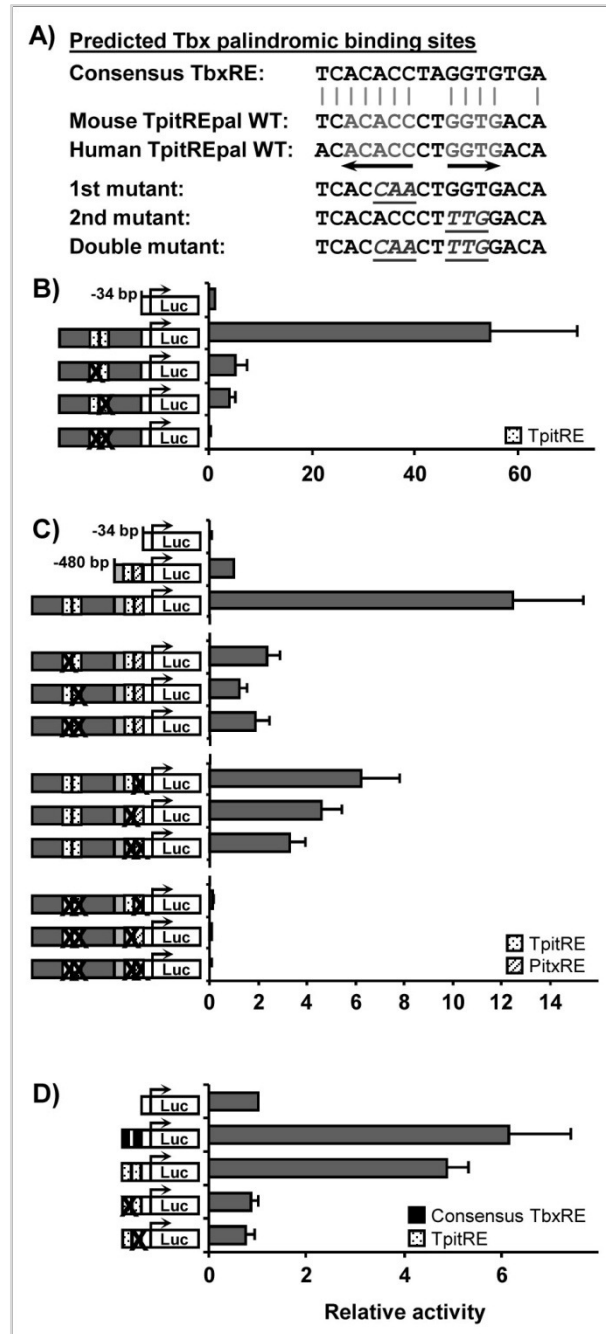 A) Predicted Tbx palindromic binding sites
Consensus TbxRE: TCACACCTAGGTGTGA
Mouse TpitREpal WT: TCACACCCTGGTGACA
Human TpitREpal WT: ACACACCCTGGTGACA
1st mutant: TCACCAACTGGTGACA
2nd mutant: TCACACCCTTTGGACA
Double mutant: TCACCAACTTTGGACA
B)
-34 bp
Luc
Luc
Luc
Luc
Luc
TpitRE
0 20 40 60
C)
-34 bp
Luc
-480 bp
Luc
Luc
Luc
Luc
Luc
Luc
Luc
Luc
Luc
Luc
Luc
TpitRE
PitxRE
0 2 4 6 8 10 12 14
D)
Luc
Luc
Luc
Luc
Luc
Consensus TbxRE
TpitRE
0 2 4 6
Relative activity